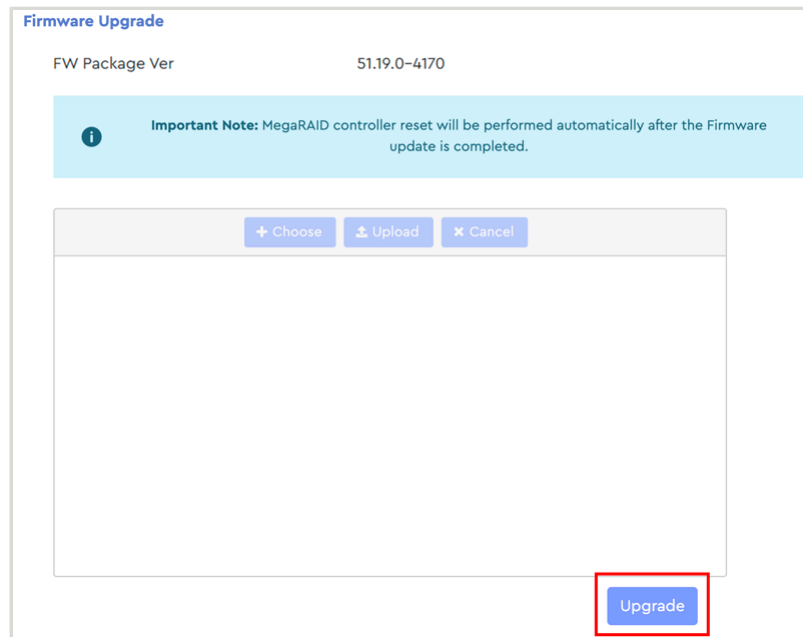 Firmware Upgrade
FW Package Ver 51.19.0-4170
Important Note: MegaRAID controller reset will be performed automatically after the Firmware
update is completed.
+ Choose Upload × Cancel
Upgrade